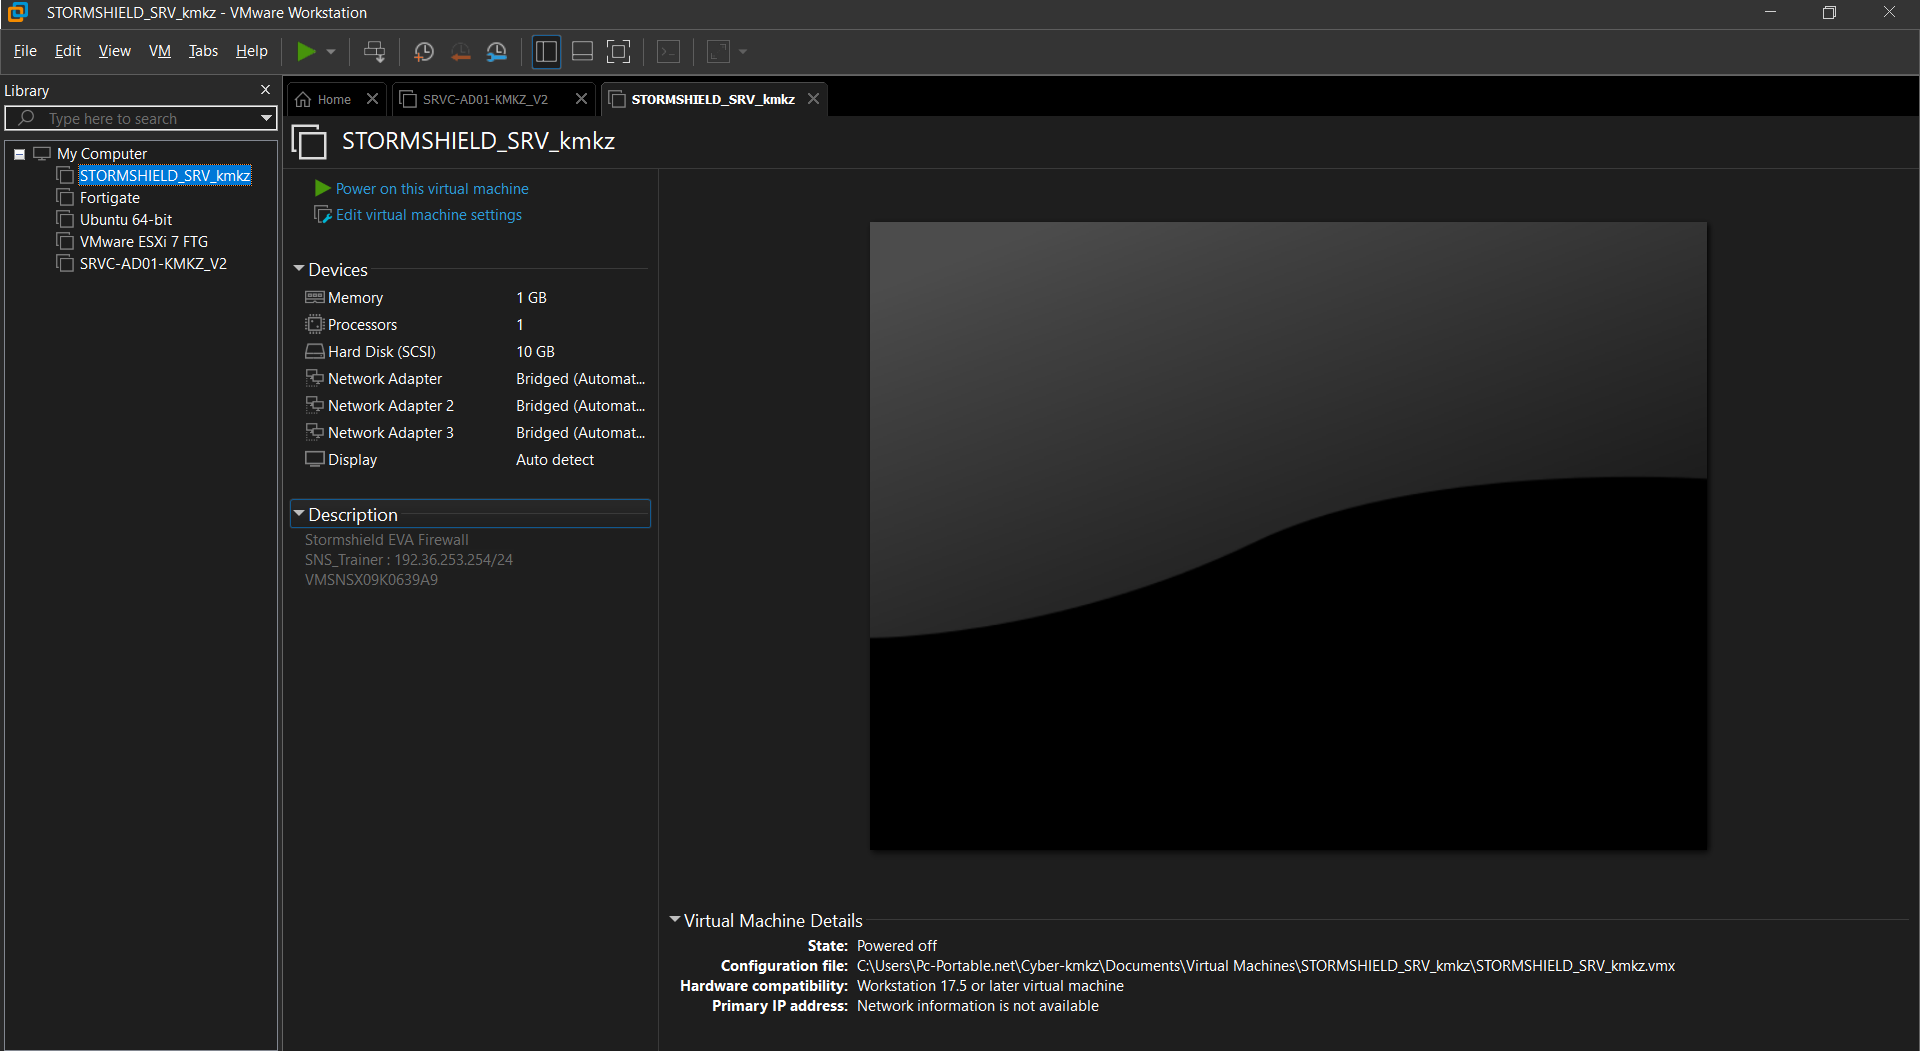 STORMSHIELD_SRV_kmkz - VMware Workstation
File Edit View VM Tabs Help
Library
Type here to search
My Computer
STORMSHIELD_SRV_kmkz
Fortigate
Ubuntu 64-bit
VMware ESXi 7 FTG
SRVC-AD01-KMKZ_V2
Home SRVC-AD01-KMKZ_V2 STORMSHIELD_SRV_kmkz
STORMSHIELD_SRV_kmkz
Power on this virtual machine
Edit virtual machine settings
Devices
Memory 1 GB
Processors 1
Hard Disk (SCSI) 10 GB
Network Adapter Bridged (Automat...
Network Adapter 2 Bridged (Automat...
Network Adapter 3 Bridged (Automat...
Display Auto detect
Description
Stormshield EVA Firewall
SNS_Trainer : 192.36.253.254/24
VMSNSX09K0639A9
Virtual Machine Details
State: Powered off
Configuration file: C:\Users\Pc-Portable.net\Cyber-kmkz\Documents\Virtual Machines\STORMSHIELD_SRV_kmkz\STORMSHIELD_SRV_kmkz.vmx
Hardware compatibility: Workstation 17.5 or later virtual machine
Primary IP address: Network information is not available